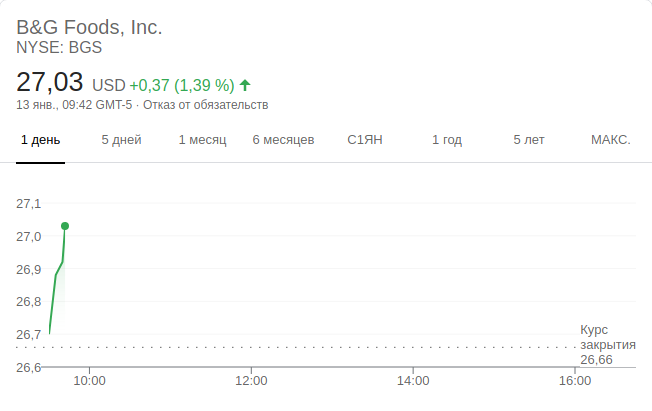 B&G Foods, Inc.
NYSE: BGS
27,03 USD +0,37 (1,39 %)
13 янв., 09:42 GMT-5 · Отказ от обязательств
1 день 5 дней 1 месяц 6 месяцев С1ЯН 1 год 5 лет МАКС.
27,1
27,0
26,9
26,8
26,7
Курс
закрытия
26,66
26,6
10:00 12:00 14:00 16:00